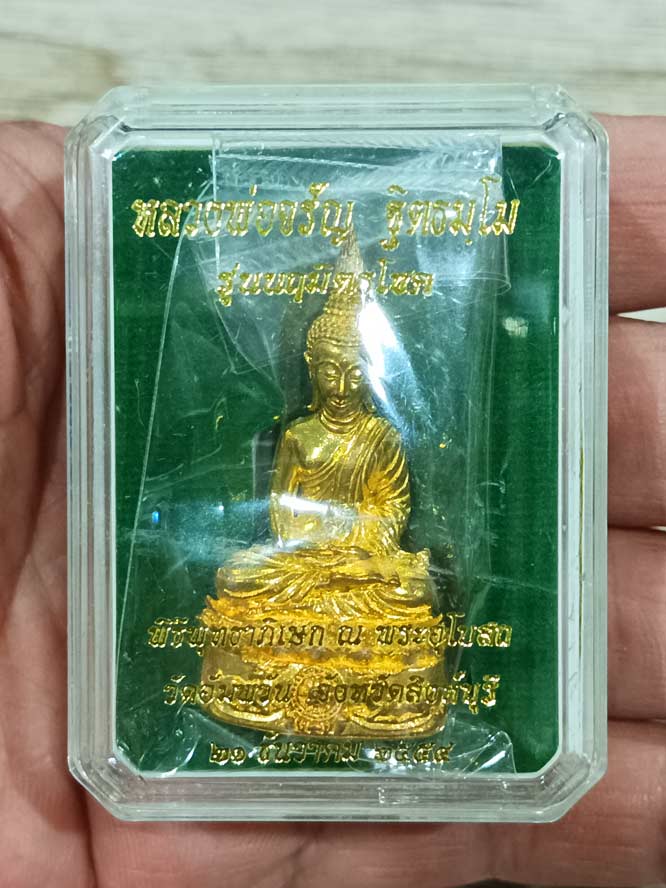 หลวงพ่อจรัญ ฐิตธมฺโม
รุ่นนฤมิตรโชค
พิธีพุทธาภิเษก ณ พระอุโบสถ
วัดอัมพวัน จังหวัดสิงห์บุรี
๒๑ ธันวาคม ๒๕๕๔